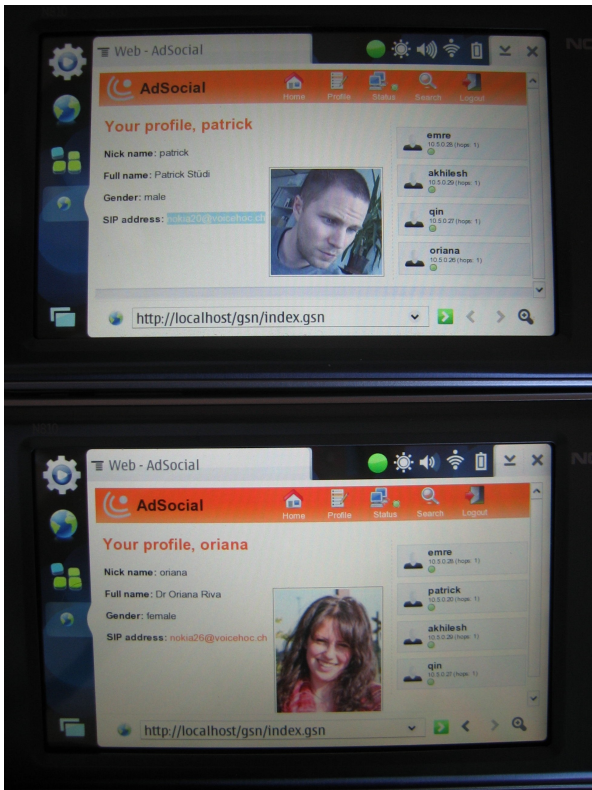 NO
Web - AdSocial
AdSocial
Home Profile Status Search Logout
Your profile, patrick
Nick name: patrick
Full name: Patrick Stüdi
Gender: male
SIP address: nokia20@voicehoc.ch
emre
10.5.0.28 (hops: 1)
akhilesh
10.5.0.29 (hops: 1)
qin
10.5.0.27 (hops: 1)
oriana
10.5.0.26 (hops: 1)
http://localhost/gsn/index.gsn
N810
Web - AdSocial
AdSocial
Home Profile Status Search Logout
Your profile, oriana
Nick name: oriana
Full name: Dr Oriana Riva
Gender: female
SIP address: nokia26@voicehoc.ch
emre
10.5.0.28 (hops: 1)
patrick
10.5.0.20 (hops: 1)
akhilesh
10.5.0.29 (hops: 1)
qin
10.5.0.27 (hops: 1)
http://localhost/gsn/index.gsn